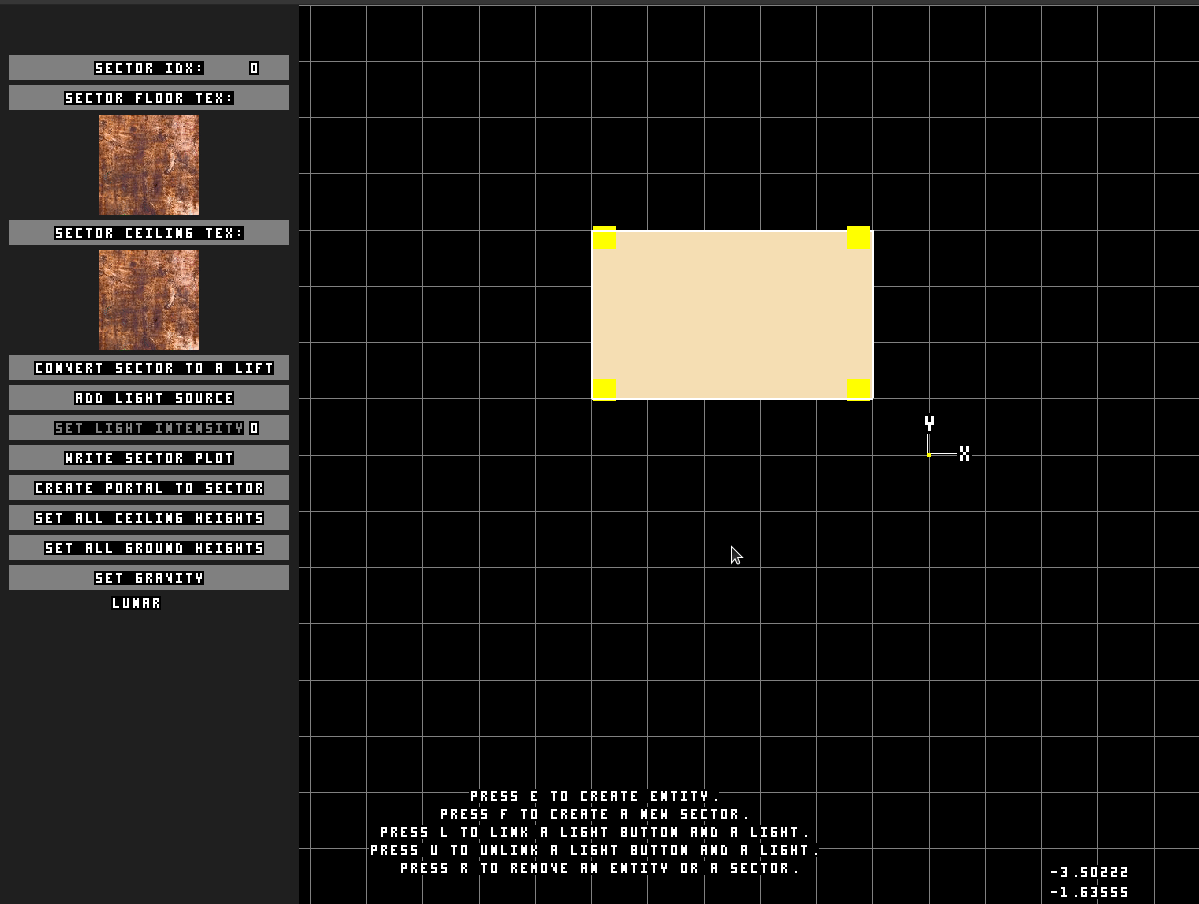 SECTOR IDX: 0
SECTOR FLOOR TEX:
SECTOR CEILING TEX:
CONVERT SECTOR TO A LIFT
ADD LIGHT SOURCE
SET LIGHT INTENSITY 0
WRITE SECTOR PLOT
CREATE PORTAL TO SECTOR
SET ALL CEILING HEIGHTS
SET ALL GROUND HEIGHTS
SET GRAVITY
LUNAR
Y
X
PRESS E TO CREATE ENTITY.
PRESS F TO CREATE A NEW SECTOR.
PRESS L TO LINK A LIGHT BUTTON AND A LIGHT.
PRESS U TO UNLINK A LIGHT BUTTON AND A LIGHT.
PRESS R TO REMOVE AN ENTITY OR A SECTOR.
-3.50222
-1.63555